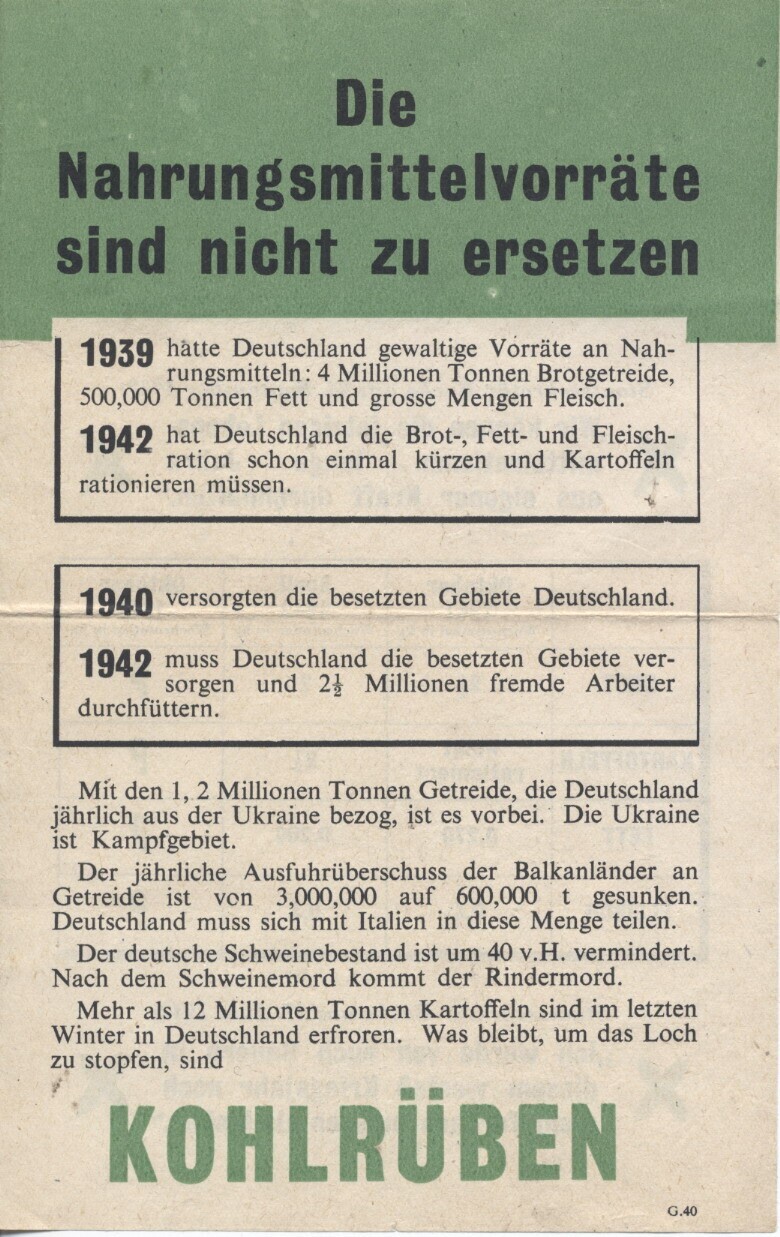 Die
Nahrungsmittelvorräte
sind nicht zu ersetzen
1939 hatte Deutschland gewaltige Vorräte an Nah-
rungsmitteln: 4 Millionen Tonnen Brotgetreide,
500,000 Tonnen Fett und grosse Mengen Fleisch.
1942 hat Deutschland die Brot-, Fett- und Fleisch-
ration schon einmal kürzen und Kartoffeln
rationieren müssen.
1940 versorgten die besetzten Gebiete Deutschland.
1942 muss Deutschland die besetzten Gebiete ver-
sorgen und 2½ Millionen fremde Arbeiter
durchfüttern.
Mit den 1, 2 Millionen Tonnen Getreide, die Deutschland
jährlich aus der Ukraine bezog, ist es vorbei. Die Ukraine
ist Kampfgebiet.
Der jährliche Ausfuhrüberschuss der Balkanländer an
Getreide ist von 3,000,000 auf 600,000 t gesunken.
Deutschland muss sich mit Italien in diese Menge teilen.
Der deutsche Schweinebestand ist um 40 v.H. vermindert.
Nach dem Schweinemord kommt der Rindermord.
Mehr als 12 Millionen Tonnen Kartoffeln sind im letzten
Winter in Deutschland erfroren. Was bleibt, um das Loch
zu stopfen, sind
KOHLRÜBEN
G.40